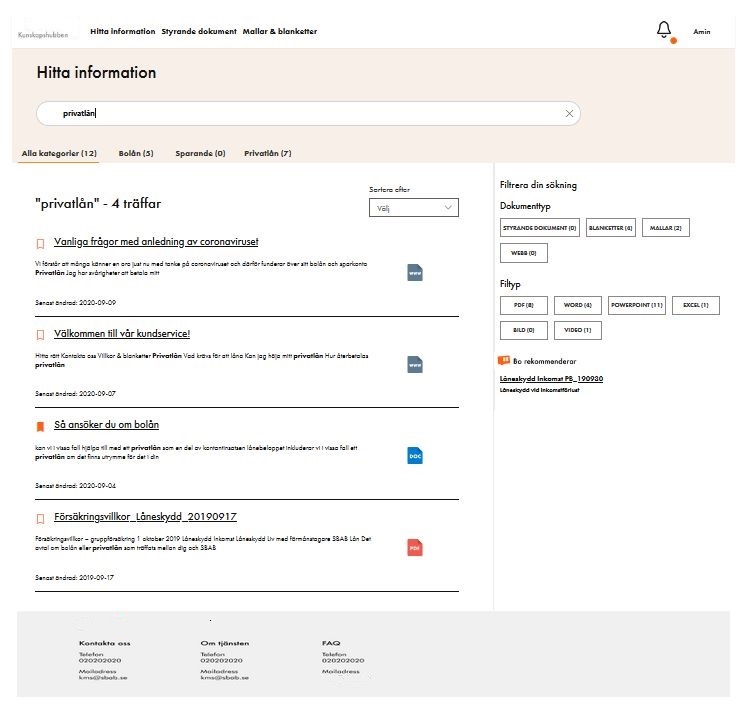 Kunskapshubben
Hitta information Styrande dokument Mallar & blanketter
Amin
Hitta information
privatlån
Alla kategorier (12) Bolån (5) Sparande (0) Privatlån (7)
"privatlån" - 4 träffar
Sortera efter
Välj
Vanliga frågor med anledning av coronaviruset
Vi förstår att många känner en oro just nu med tanke på coronaviruset och därför funderar över sitt bolån och sparkonto
Privatlån Jag har svårigheter att betala mitt
www
Senast ändrad: 2020-09-09
Välkommen till vår kundservice!
Hitta rätt Kontakta oss Villkor & blanketter Privatlån Vad krävs för att låna Kan jag höja mitt privatlån Hur återbetalas
privatlån
www
Senast ändrad: 2020-09-07
Så ansöker du om bolån
kan vi i vissa fall hjälpa till med ett privatlån som en del av kontantinsatsen lånebeloppet inkluderar vi i vissa fall ett
privatlån om det finns utrymme för det i din
DOC
Senast ändrad: 2020-09-04
Försäkringsvillkor_Låneskydd_20190917
Försäkringsvillkor – gruppförsäkring 1 oktober 2019 Låneskydd Inkomst Låneskydd Liv med förmånstagare SBAB Lån Det
avtal om bolån eller privatlån som träffats mellan dig och SBAB
PDF
Senast ändrad: 2019-09-17
Filtrera din sökning
Dokumenttyp
STYRANDE DOKUMENT (0) BLANKETTER (4) MALLAR (2)
WEBB (0)
Filtyp
PDF (8) WORD (4) POWERPOINT (11) EXCEL (1)
BILD (0) VIDEO (1)
Bo rekommenderar
Låneskydd Inkomst PB_190930
Låneskydd vid inkomstförlust
Kontakta oss
Telefon
020202020
Mailadress
kms@sbab.se
Om tjänsten
Telefon
020202020
Mailadress
kms@sbab.se
FAQ
Telefon
020202020
Mailadress